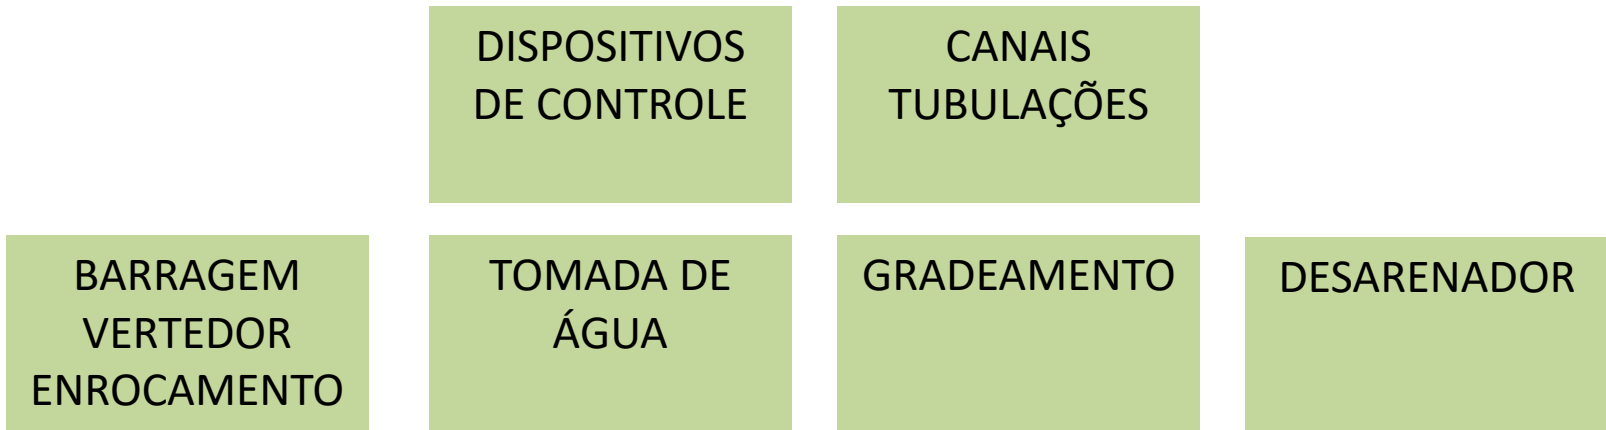 DISPOSITIVOS
DE CONTROLE
CANAIS
TUBULAÇÕES
BARRAGEM
VERTEDOR
ENROCAMENTO
TOMADA DE
ÁGUA
GRADEAMENTO
DESARENADOR